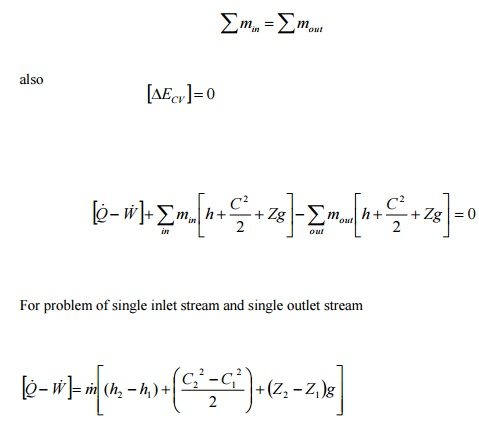 ∑m_in = ∑m_out
also
[ΔE_CV] = 0
[Q̇ − Ẇ] + ∑_in m_in [h + C²/2 + Zg] − ∑_out m_out [h + C²/2 + Zg] = 0
For problem of single inlet stream and single outlet stream
[Q̇ − Ẇ] = ṁ[(h₂ − h₁) + ((C₂² − C₁²)/2) + (Z₂ − Z₁)g]